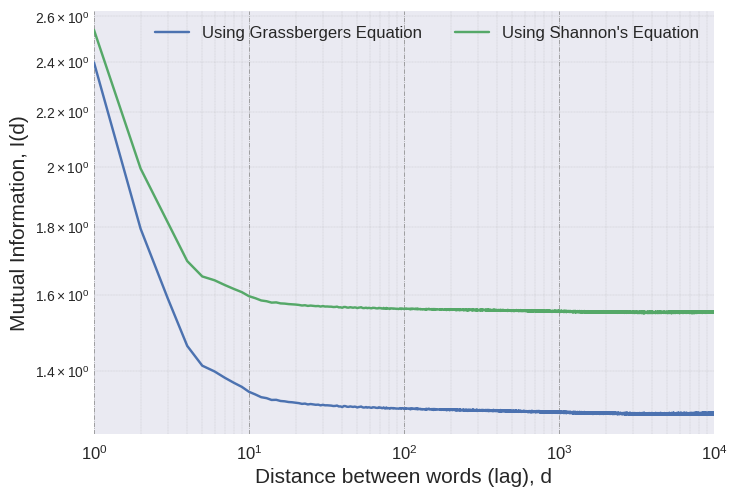 Using Grassbergers Equation
Using Shannon's Equation
2.6 × 10⁰
2.4 × 10⁰
2.2 × 10⁰
2 × 10⁰
1.8 × 10⁰
1.6 × 10⁰
1.4 × 10⁰
Mutual Information, I(d)
10⁰ 10¹ 10² 10³ 10⁴
Distance between words (lag), d